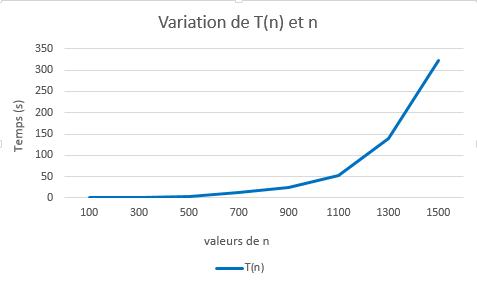 Variation de T(n) et n
350
300
250
200
150
100
50
0
Temps (s)
100 300 500 700 900 1100 1300 1500
valeurs de n
T(n)